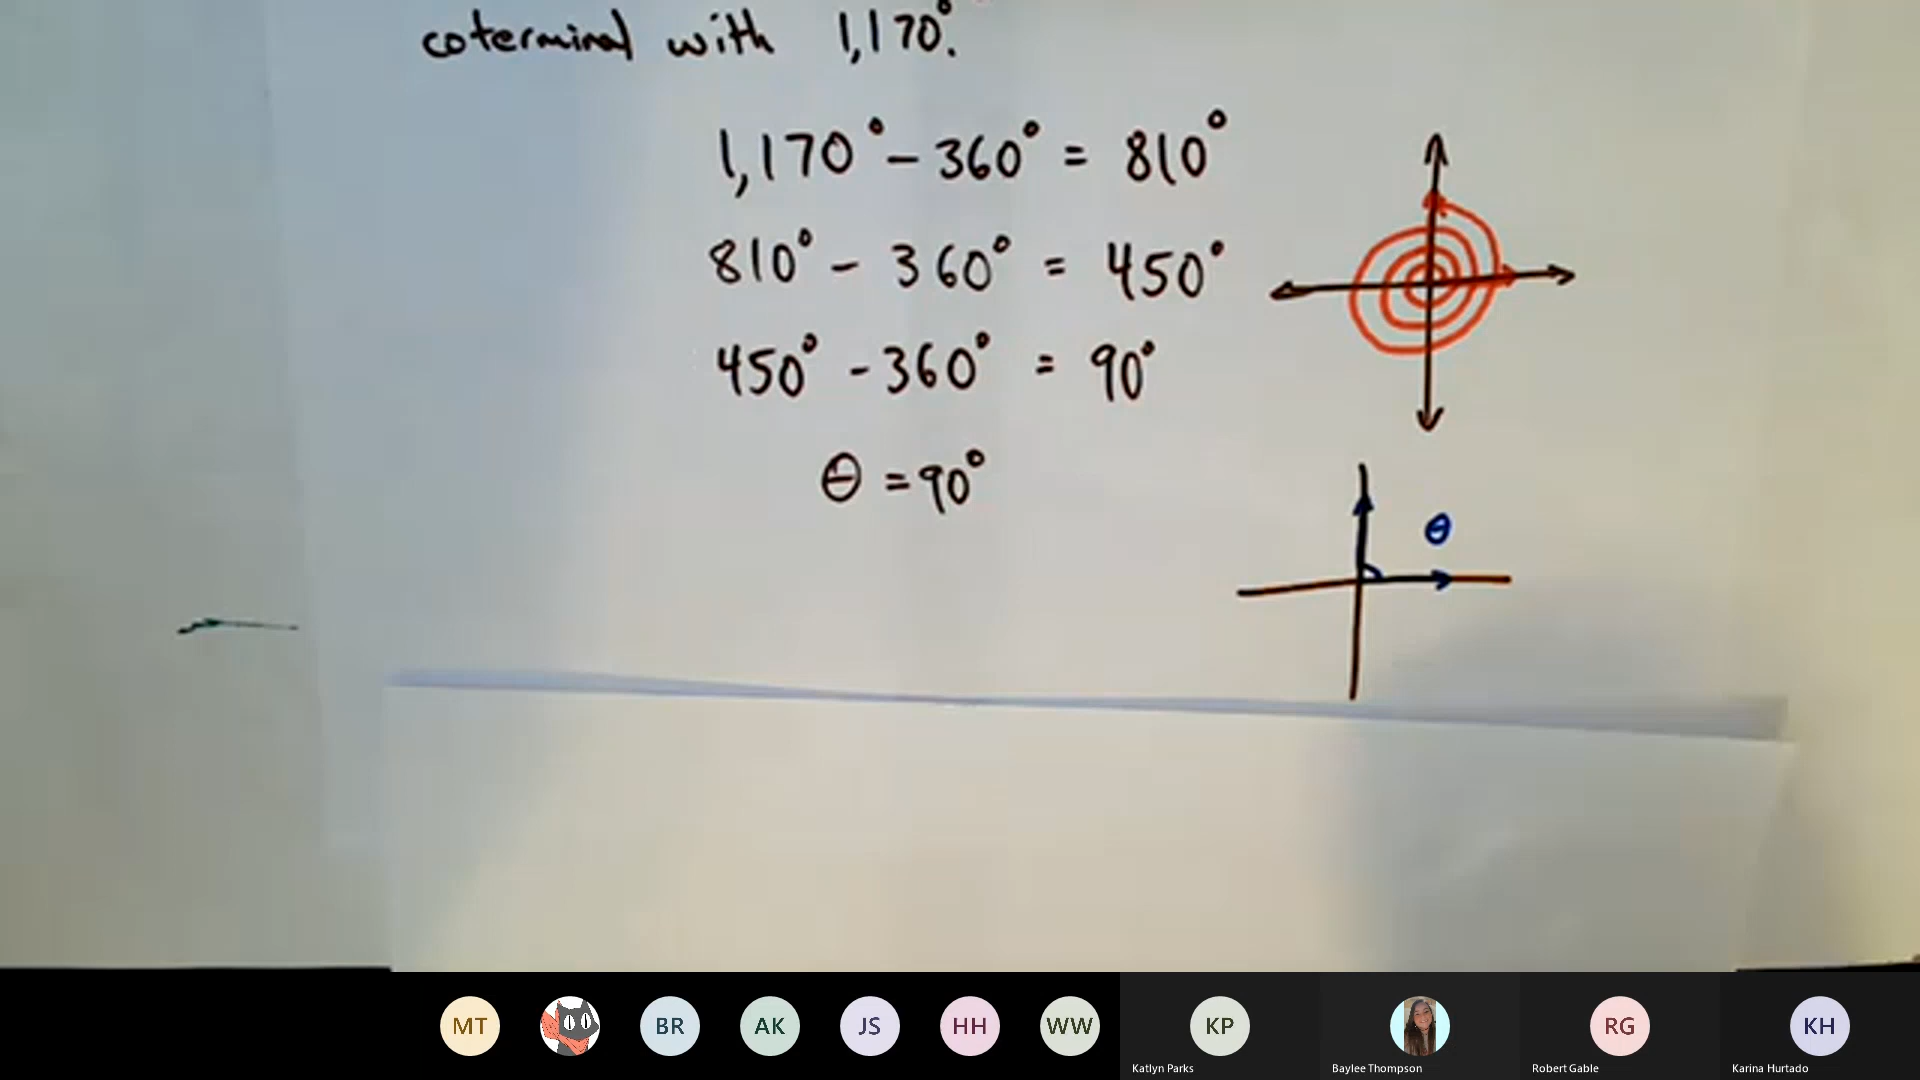 coterminal with 1,170°.
1,170° - 360° = 810°
810° - 360° = 450°
450° - 360° = 90°
θ = 90°
θ
MT BR AK JS HH WW KP RG KH
Katlyn Parks Baylee Thompson Robert Gable Karina Hurtado